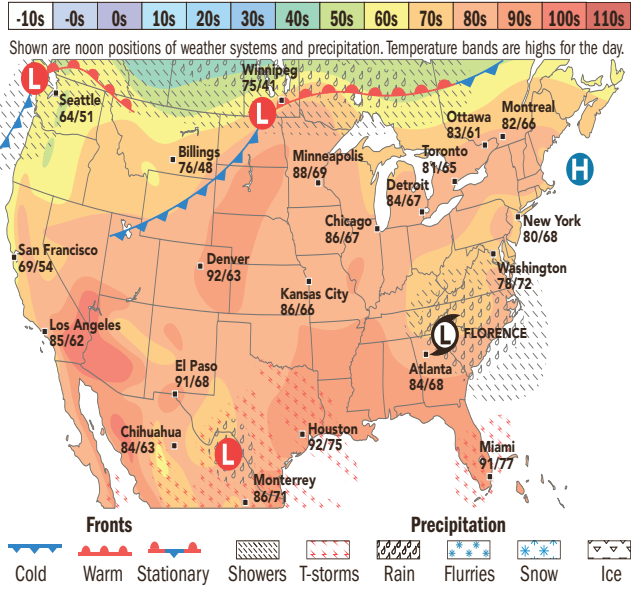 -10s -0s 0s 10s 20s 30s 40s 50s 60s 70s 80s 90s 100s 110s
Shown are noon positions of weather systems and precipitation. Temperature bands are highs for the day.
L
Seattle
64/51
Winnipeg
75/41
L
Ottawa
83/61
Montreal
82/66
Billings
76/48
Minneapolis
88/69
Toronto
81/65
H
Detroit
84/67
Chicago
86/67
New York
80/68
San Francisco
69/54
Denver
92/63
Washington
78/72
Kansas City
86/66
Los Angeles
85/62
L
FLORENCE
El Paso
91/68
Atlanta
84/68
Chihuahua
84/63
L
Houston
92/75
Miami
91/77
Monterrey
86/71
Fronts
Precipitation
Cold Warm Stationary Showers T-storms Rain Flurries Snow Ice